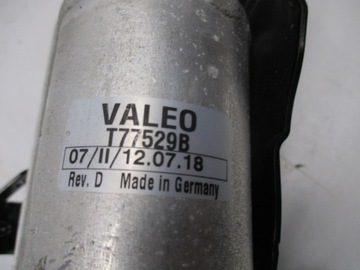 VALEO
T77529B
07/II/12.07.18
Rev. D Made in Germany